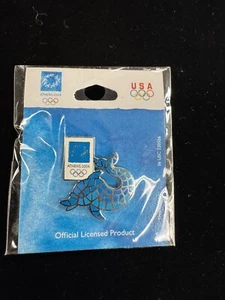 ATHENS 2004
USA
ATHENS 2004
Official Licensed Product